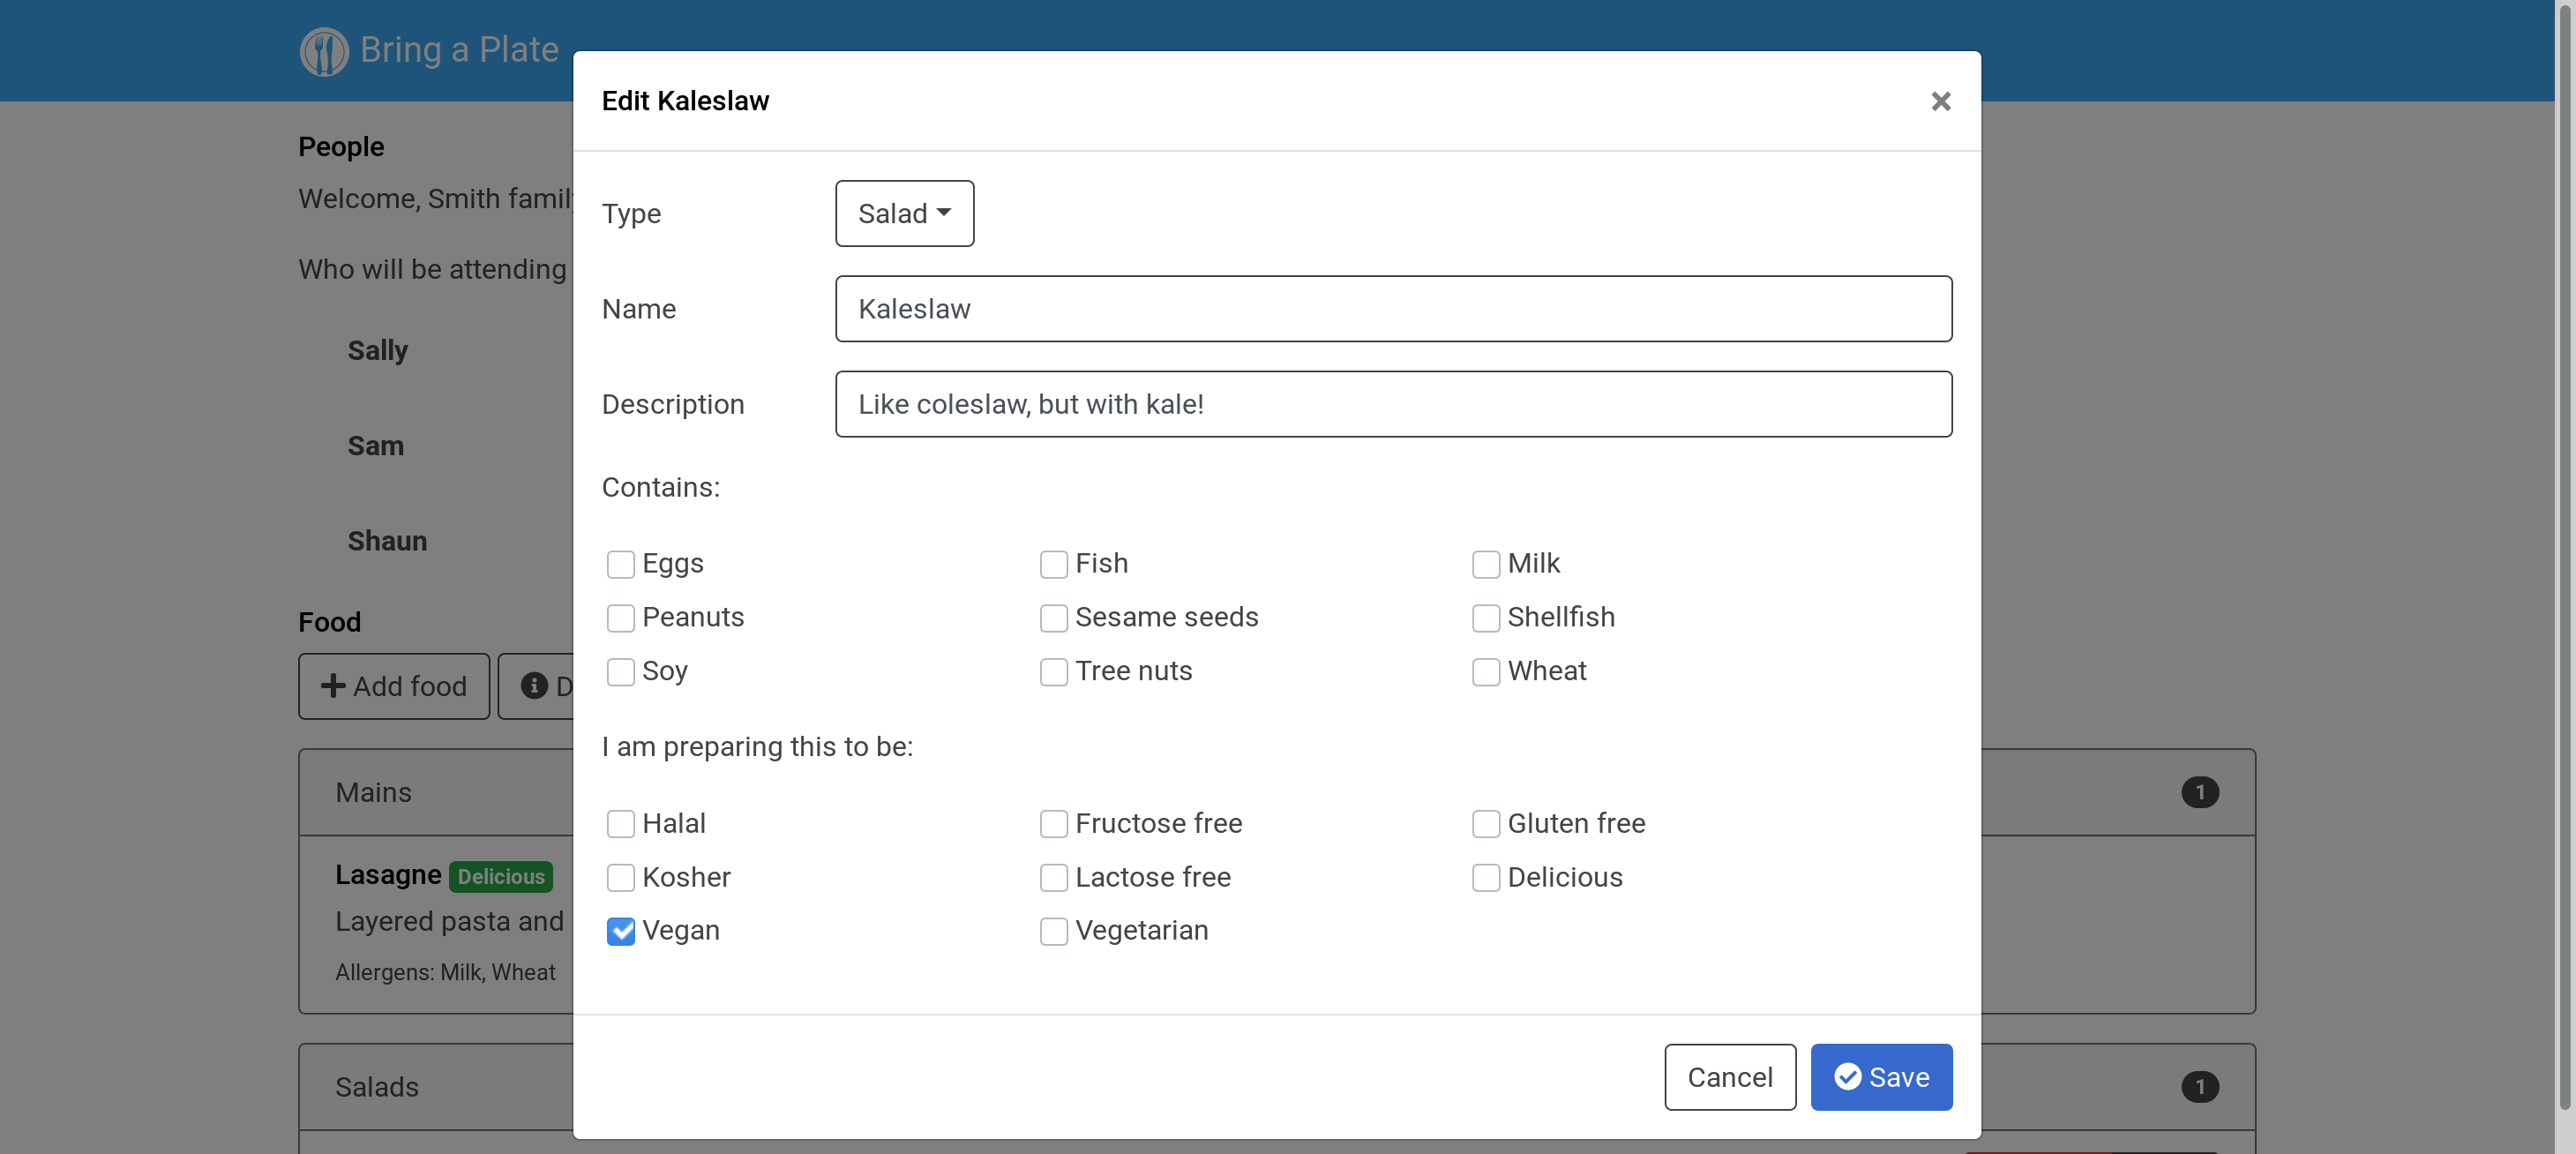 Bring a Plate
People
Welcome, Smith family
Who will be attending
Sally
Sam
Shaun
Food
Add food
D
Mains
1
Lasagne Delicious
Layered pasta and
Allergens: Milk, Wheat
Salads
1
Edit Kaleslaw
Type Salad
Name Kaleslaw
Description Like coleslaw, but with kale!
Contains:
Eggs Fish Milk
Peanuts Sesame seeds Shellfish
Soy Tree nuts Wheat
I am preparing this to be:
Halal Fructose free Gluten free
Kosher Lactose free Delicious
Vegan Vegetarian
Cancel Save